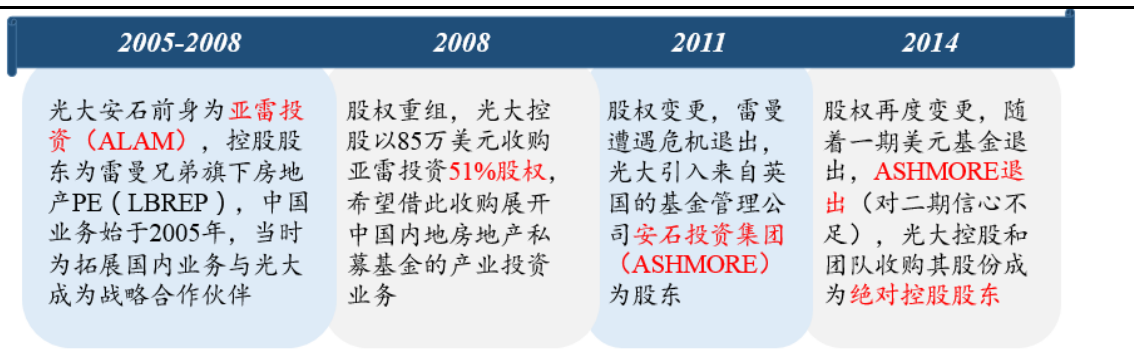 2005-2008
2008
2011
2014
光大安石前身为亚雷投
资（ALAM），控股股
东为雷曼兄弟旗下房地
产PE（LBREP），中国
业务始于2005年，当时
为拓展国内业务与光大
成为战略合作伙伴
股权重组，光大控
股以85万美元收购
亚雷投资51%股权，
希望借此收购展开
中国内地房地产私
募基金的产业投资
业务
股权变更，雷曼
遭遇危机退出，
光大引入来自英
国的基金管理公
司安石投资集团
（ASHMORE）
为股东
股权再度变更，随
着一期美元基金退
出，ASHMORE退
出（对二期信心不
足），光大控股和
团队收购其股份成
为绝对控股股东